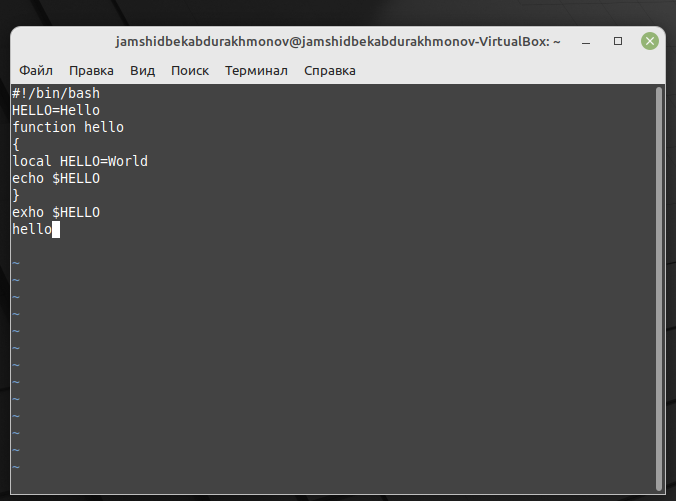 jamshidbekabdurakhmonov@jamshidbekabdurakhmonov-VirtualBox: ~
Файл Правка Вид Поиск Терминал Справка
#!/bin/bash
HELLO=Hello
function hello
{
local HELLO=World
echo $HELLO
}
exho $HELLO
hello
~
~
~
~
~
~
~
~
~
~
~
~
~